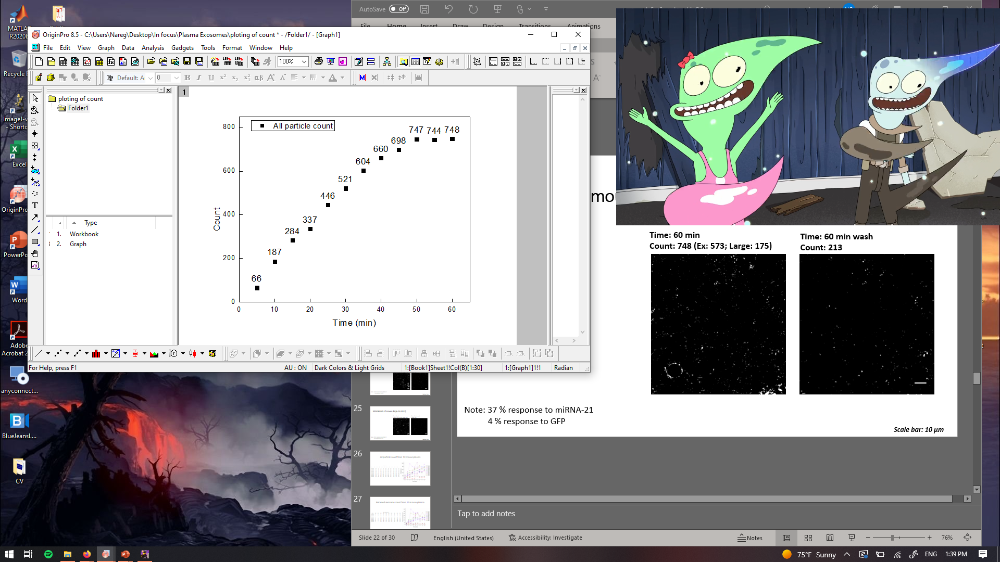 MATLAB
R2020b
Recycle
ImageJ-w
- Shortc
Excel
OriginPro
PowerPo
Word
Adobe
Acrobat 2
anyconnect...
BlueJeansL...
CV
OriginPro 8.5 - C:\Users\Nareg\Desktop\In focus\Plasma Exosomes\ploting of count * - /Folder1/ - [Graph1]
File Edit View Graph Data Analysis Gadgets Tools Format Window Help
100%
Default: A 0
B I U
ploting of count
Folder1
Type
1. Workbook
2. Graph
1
All particle count
Count
800
600
400
200
0
66
187
284
337
446
521
604
660
698
747
744
748
0 10 20 30 40 50 60
Time (min)
For Help, press F1
AU : ON
Dark Colors & Light Grids
1:[Book1]Sheet1!Col(B)[1:30]
1:[Graph1]1!1
Radian
AutoSave Off
File Home Insert Draw Design Transitions Animations
mou
Time: 60 min
Count: 748 (Ex: 573; Large: 175)
Time: 60 min wash
Count: 213
Note: 37 % response to miRNA-21
4 % response to GFP
Scale bar: 10 µm
25
26
27
Tap to add notes
Slide 22 of 30
English (United States)
Accessibility: Investigate
Notes
76%
75°F Sunny
ENG
1:39 PM